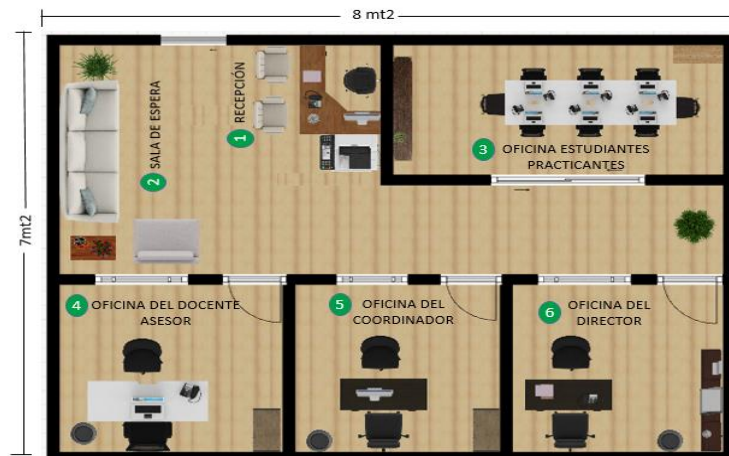 8 mt2
7mt2
1 RECEPCIÓN
2 SALA DE ESPERA
3 OFICINA ESTUDIANTES
PRACTICANTES
4 OFICINA DEL DOCENTE
ASESOR
5 OFICINA DEL
COORDINADOR
6 OFICINA DEL
DIRECTOR